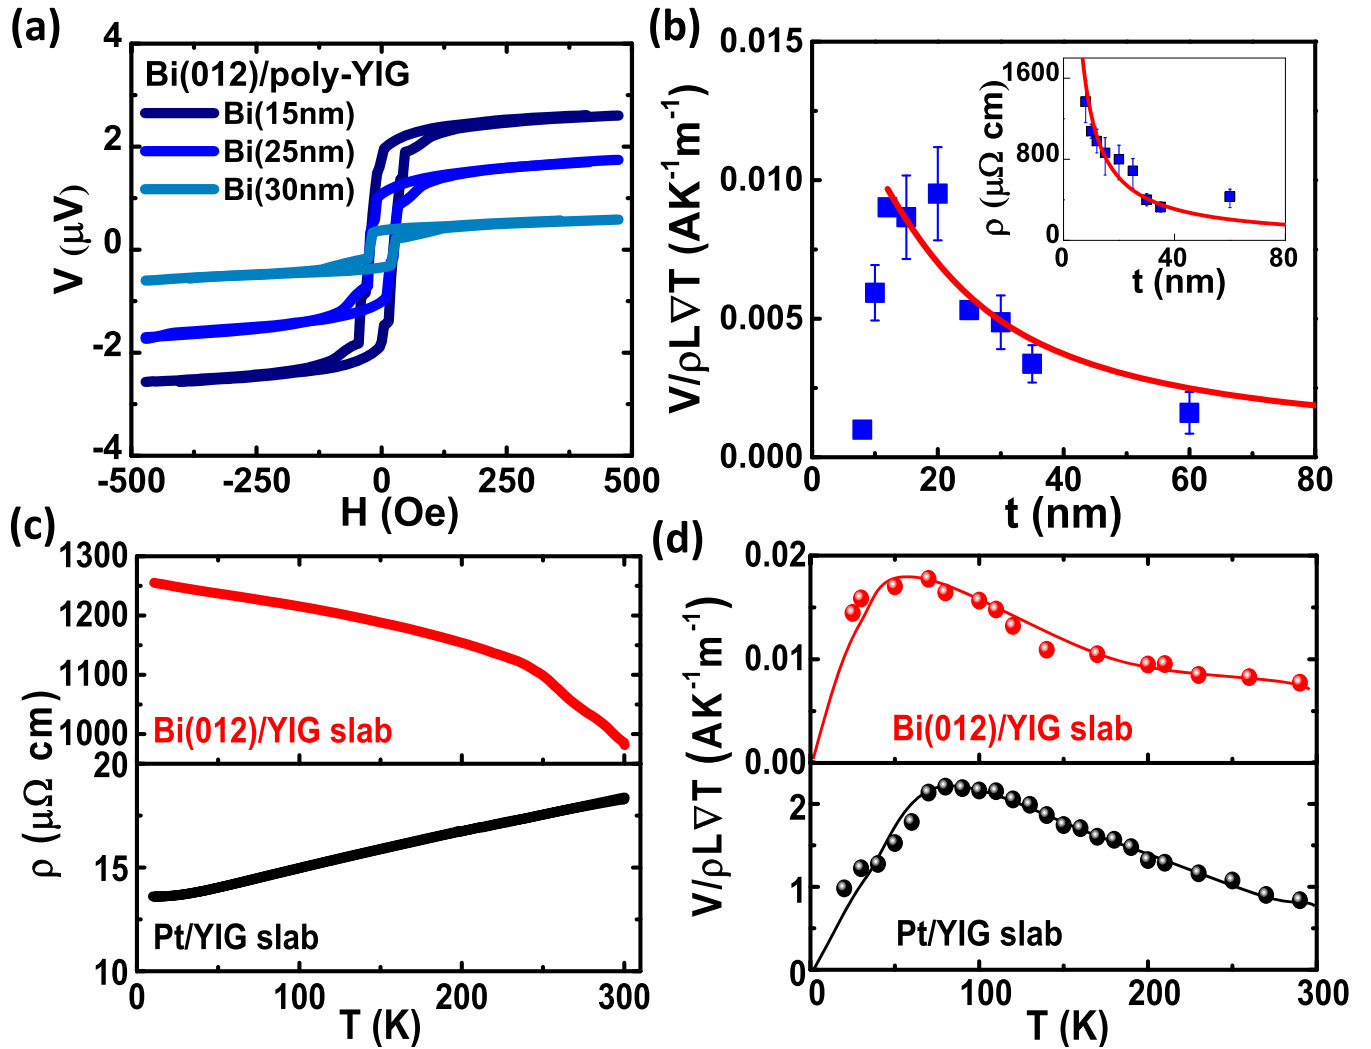 (a)
4
2
0
-2
-4
V (μV)
Bi(012)/poly-YIG
Bi(15nm)
Bi(25nm)
Bi(30nm)
-500 -250 0 250 500
H (Oe)
(b)
0.015
0.010
0.005
0.000
V/ρL∇T (AK⁻¹m⁻¹)
0 20 40 60 80
t (nm)
1600
800
0
ρ (μΩ cm)
0 40 80
t (nm)
(c)
1300
1200
1100
1000
20
15
10
ρ (μΩ cm)
Bi(012)/YIG slab
Pt/YIG slab
0 100 200 300
T (K)
(d)
0.02
0.01
0.00
2
1
0
V/ρL∇T (AK⁻¹m⁻¹)
Bi(012)/YIG slab
Pt/YIG slab
0 50 100 150 200 250 300
T (K)